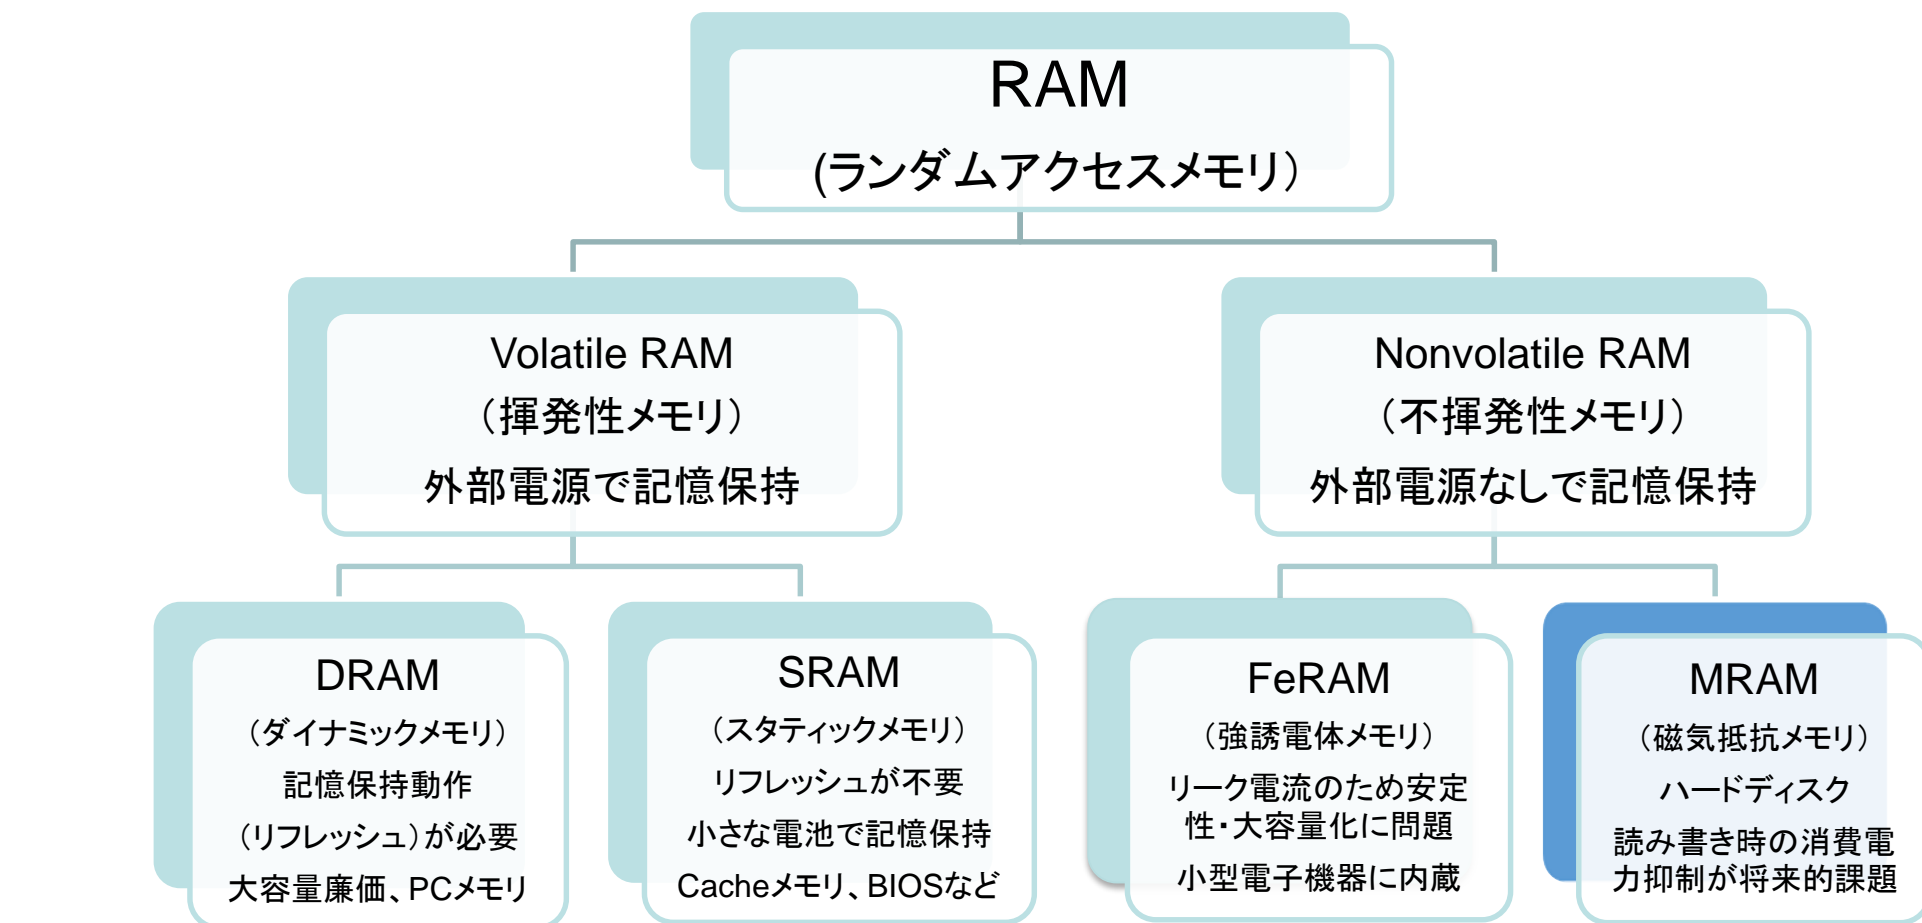 RAM
(ランダムアクセスメモリ）
Volatile RAM
（揮発性メモリ）
外部電源で記憶保持
Nonvolatile RAM
（不揮発性メモリ）
外部電源なしで記憶保持
DRAM
（ダイナミックメモリ）
記憶保持動作
（リフレッシュ）が必要
大容量廉価、PCメモリ
SRAM
（スタティックメモリ）
リフレッシュが不要
小さな電池で記憶保持
Cacheメモリ、BIOSなど
FeRAM
（強誘電体メモリ）
リーク電流のため安定
性・大容量化に問題
小型電子機器に内蔵
MRAM
（磁気抵抗メモリ）
ハードディスク
読み書き時の消費電
力抑制が将来的課題